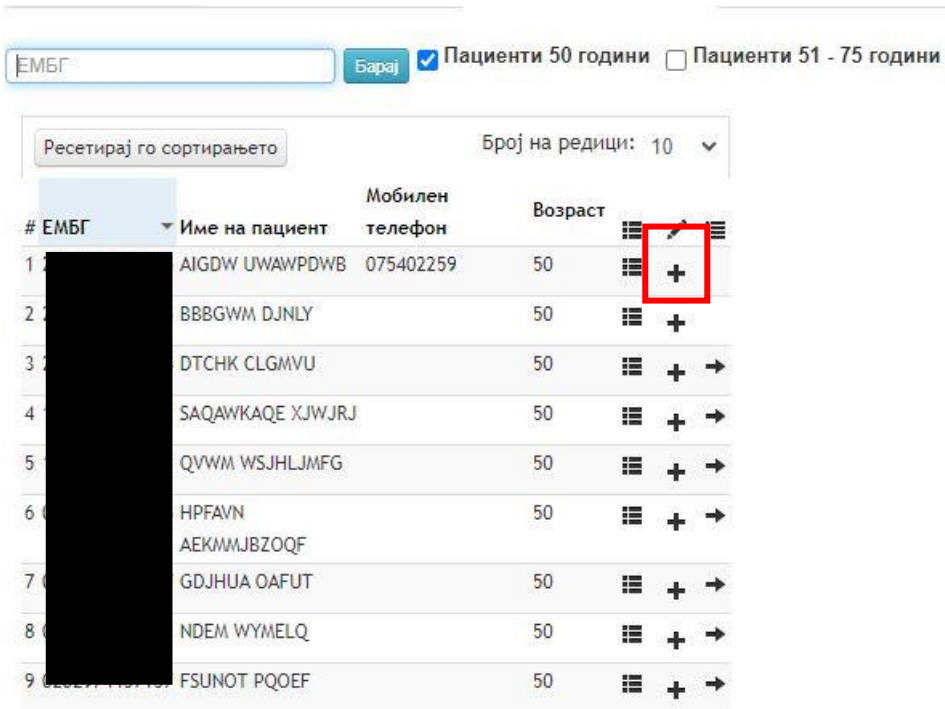 ЕМБГ Барај Пациенти 50 години Пациенти 51 - 75 години
Ресетирај го сортирањето Број на редици: 10
# ЕМБГ Име на пациент Мобилен телефон Возраст
1 AIGDW UWAWPDWB 075402259 50
2 BBBGWM DJNLY 50
3 DTCHK CLGMVU 50
4 SAQAWKAQE XJWJRJ 50
5 QVWM WSJHLJMFG 50
6 HPFAVN 50
AEKMMJBZOQF
7 GDJHUA OAFUT 50
8 NDEM WYMELQ 50
9 FSUNOT PQOEF 50